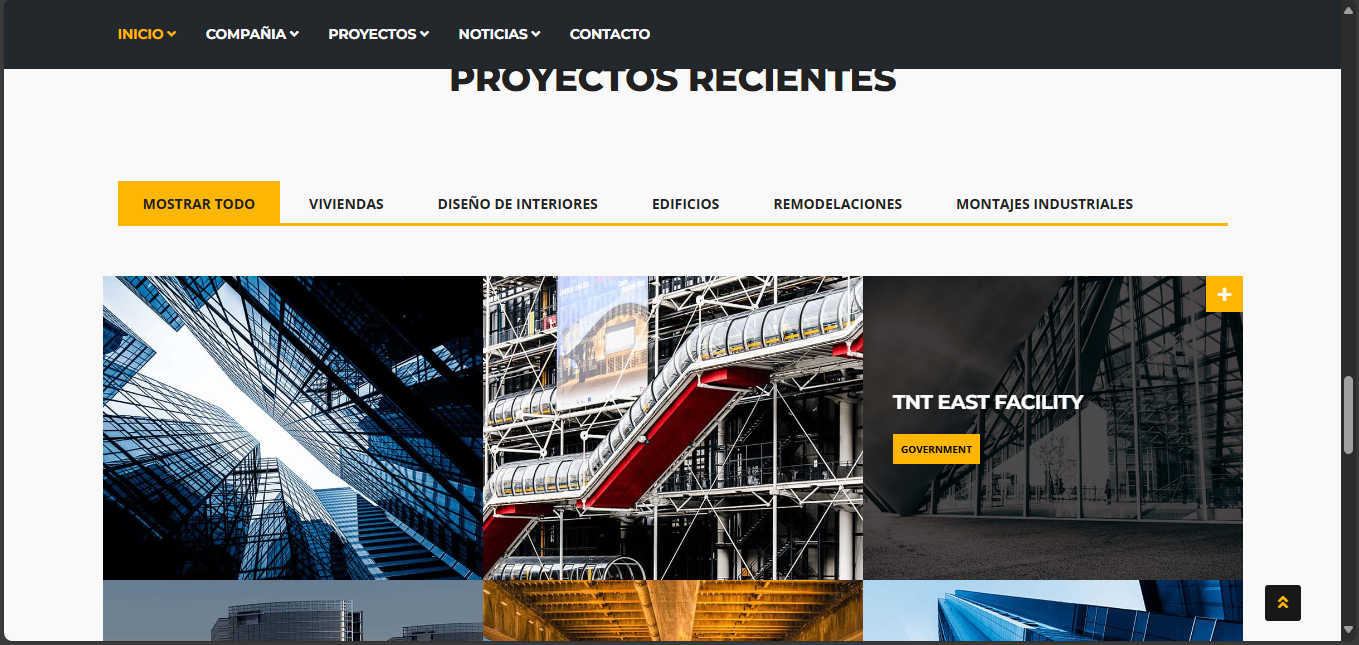 INICIO COMPAÑIA PROYECTOS NOTICIAS CONTACTO
PROYECTOS RECIENTES
MOSTRAR TODO VIVIENDAS DISEÑO DE INTERIORES EDIFICIOS REMODELACIONES MONTAJES INDUSTRIALES
TNT EAST FACILITY
GOVERNMENT